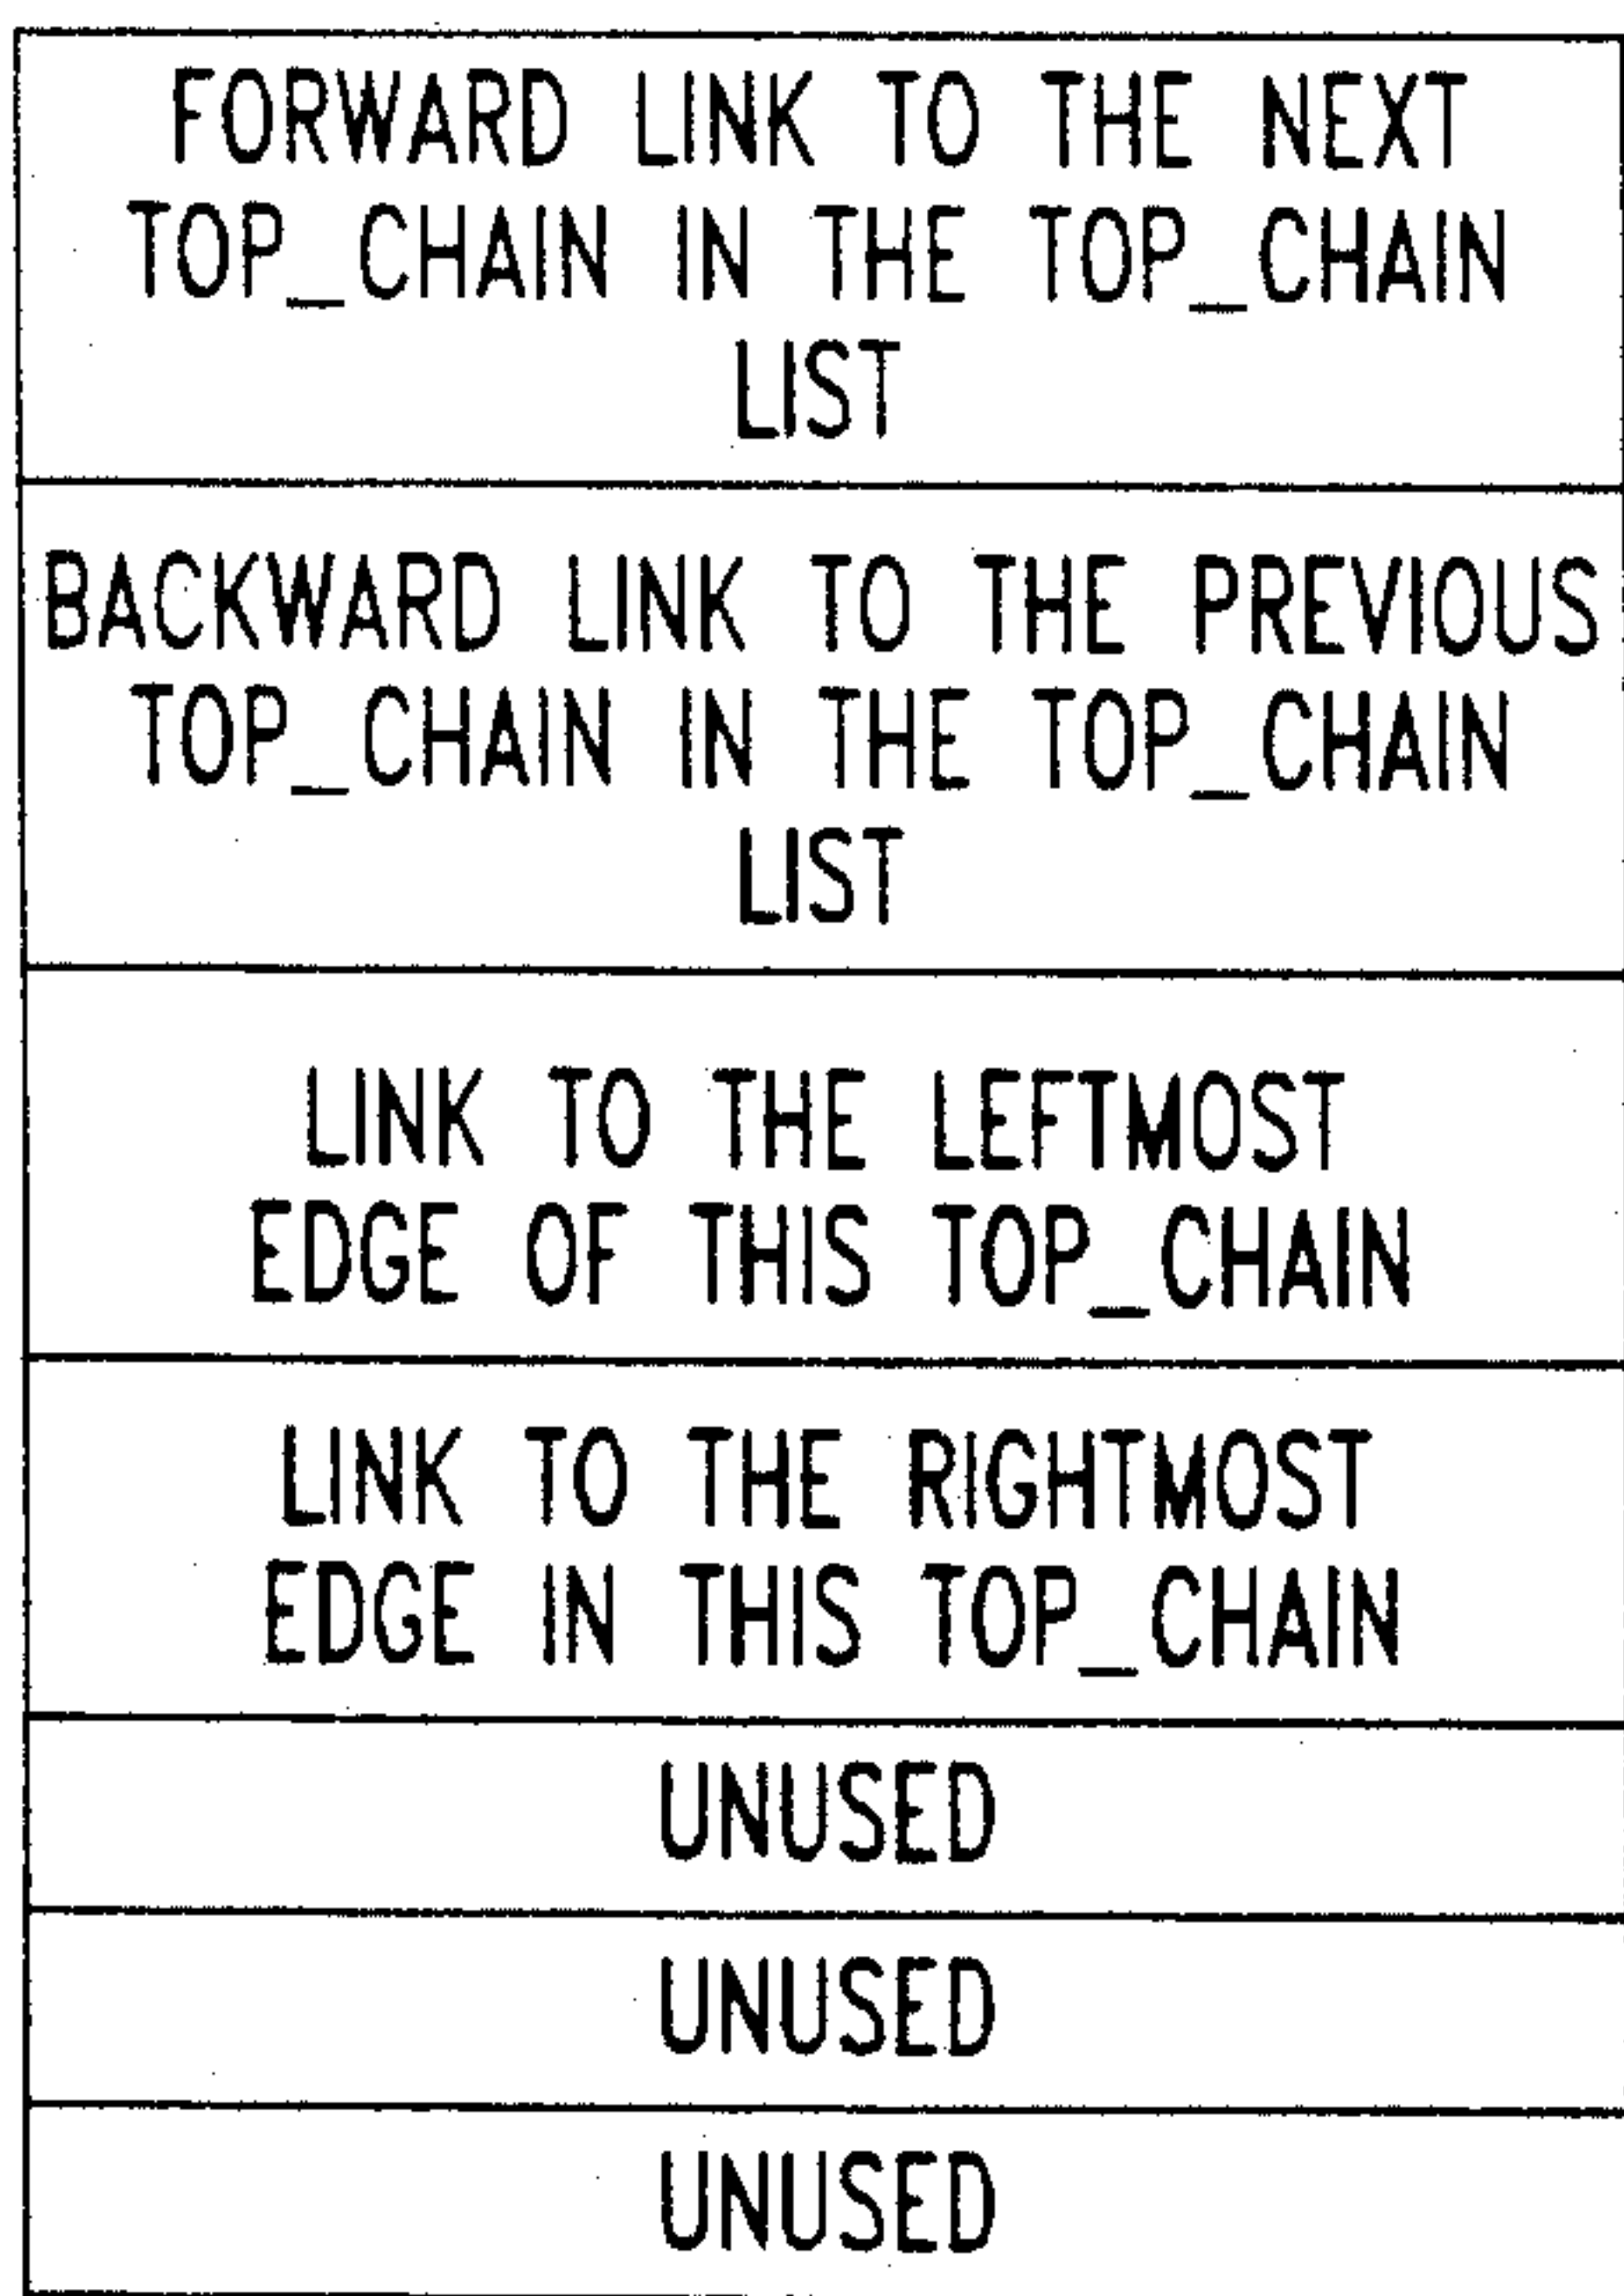 FORWARD LINK TO THE NEXT
TOP_CHAIN IN THE TOP_CHAIN
LIST
BACKWARD LINK TO THE PREVIOUS
TOP_CHAIN IN THE TOP_CHAIN
LIST
LINK TO THE LEFTMOST
EDGE OF THIS TOP_CHAIN
LINK TO THE RIGHTMOST
EDGE IN THIS TOP_CHAIN
UNUSED
UNUSED
UNUSED